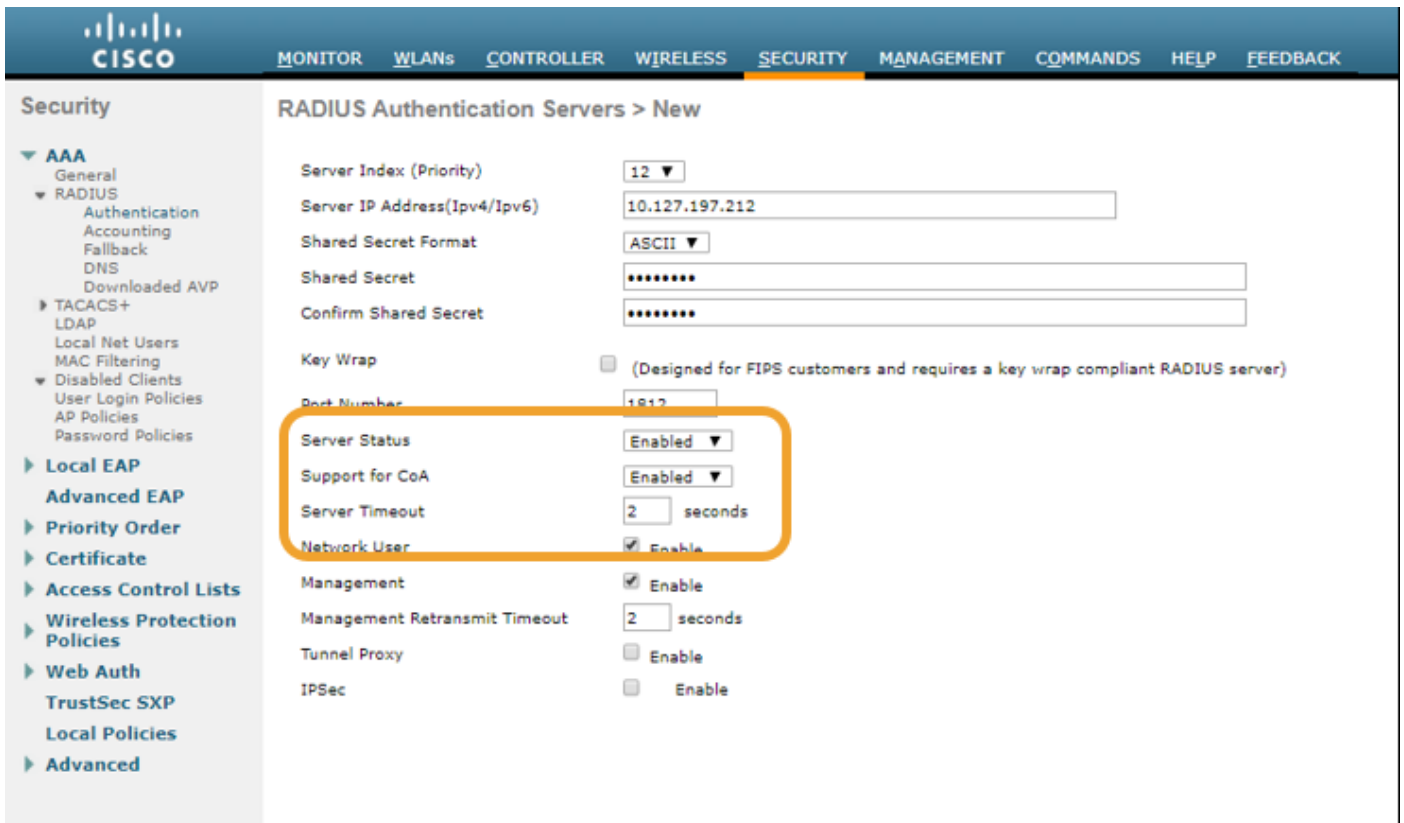 CISCO
MONITOR WLANs CONTROLLER WIRELESS SECURITY MANAGEMENT COMMANDS HELP FEEDBACK
Security
AAA
General
RADIUS
Authentication
Accounting
Fallback
DNS
Downloaded AVP
TACACS+
LDAP
Local Net Users
MAC Filtering
Disabled Clients
User Login Policies
AP Policies
Password Policies
Local EAP
Advanced EAP
Priority Order
Certificate
Access Control Lists
Wireless Protection
Policies
Web Auth
TrustSec SXP
Local Policies
Advanced
RADIUS Authentication Servers > New
Server Index (Priority) 12
Server IP Address(Ipv4/Ipv6) 10.127.197.212
Shared Secret Format ASCII
Shared Secret ••••••••
Confirm Shared Secret ••••••••
Key Wrap (Designed for FIPS customers and requires a key wrap compliant RADIUS server)
Port Number 1812
Server Status Enabled
Support for CoA Enabled
Server Timeout 2 seconds
Network User Enable
Management Enable
Management Retransmit Timeout 2 seconds
Tunnel Proxy Enable
IPSec Enable